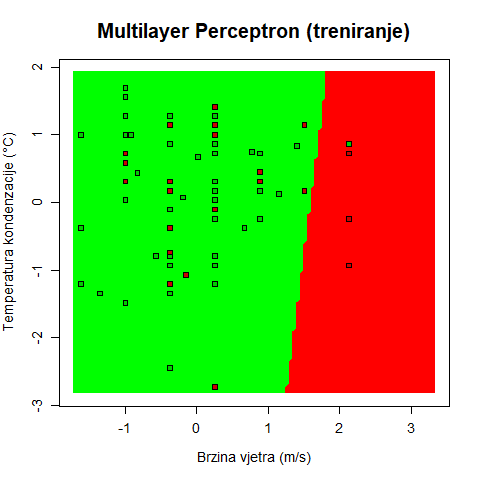 Multilayer Perceptron (treniranje)
Temperatura kondenzacije (°C)
2
1
0
-1
-2
-3
-1 0 1 2 3
Brzina vjetra (m/s)